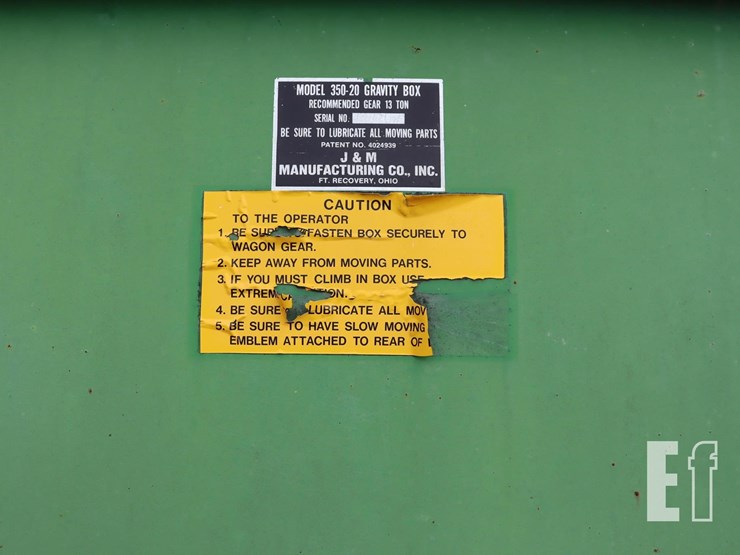 MODEL 350-20 GRAVITY BOX
RECOMMENDED GEAR 13 TON
SERIAL NO.
BE SURE TO LUBRICATE ALL MOVING PARTS
PATENT NO. 4024939
J & M
MANUFACTURING CO., INC.
FT. RECOVERY, OHIO
CAUTION
TO THE OPERATOR
1. BE SURE FASTEN BOX SECURELY TO
WAGON GEAR.
2. KEEP AWAY FROM MOVING PARTS.
3. IF YOU MUST CLIMB IN BOX USE
EXTREM
4. BE SURE LUBRICATE ALL MOV
5. BE SURE TO HAVE SLOW MOVING
EMBLEM ATTACHED TO REAR OF
Ef